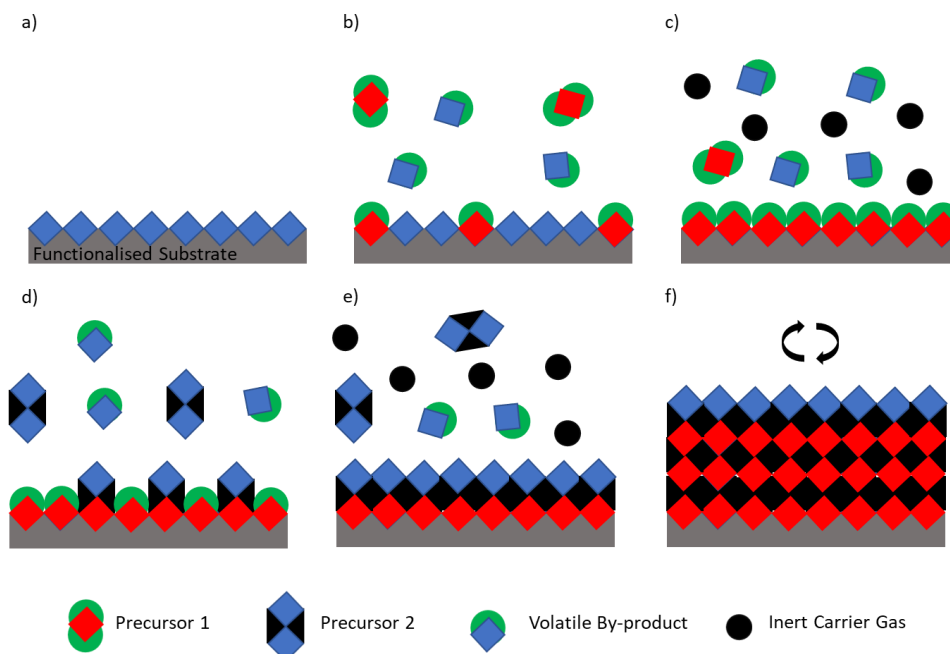 a)
b)
c)
Functionalised Substrate
d)
e)
f)
Precursor 1
Precursor 2
Volatile By-product
Inert Carrier Gas